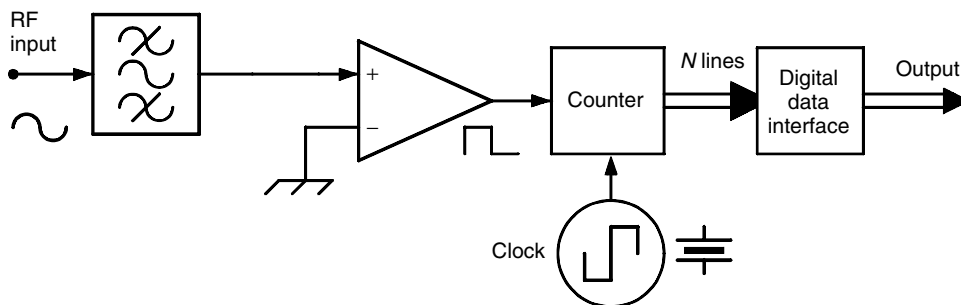 RF
input
+
−
Counter
N lines
Digital
data
interface
Output
Clock